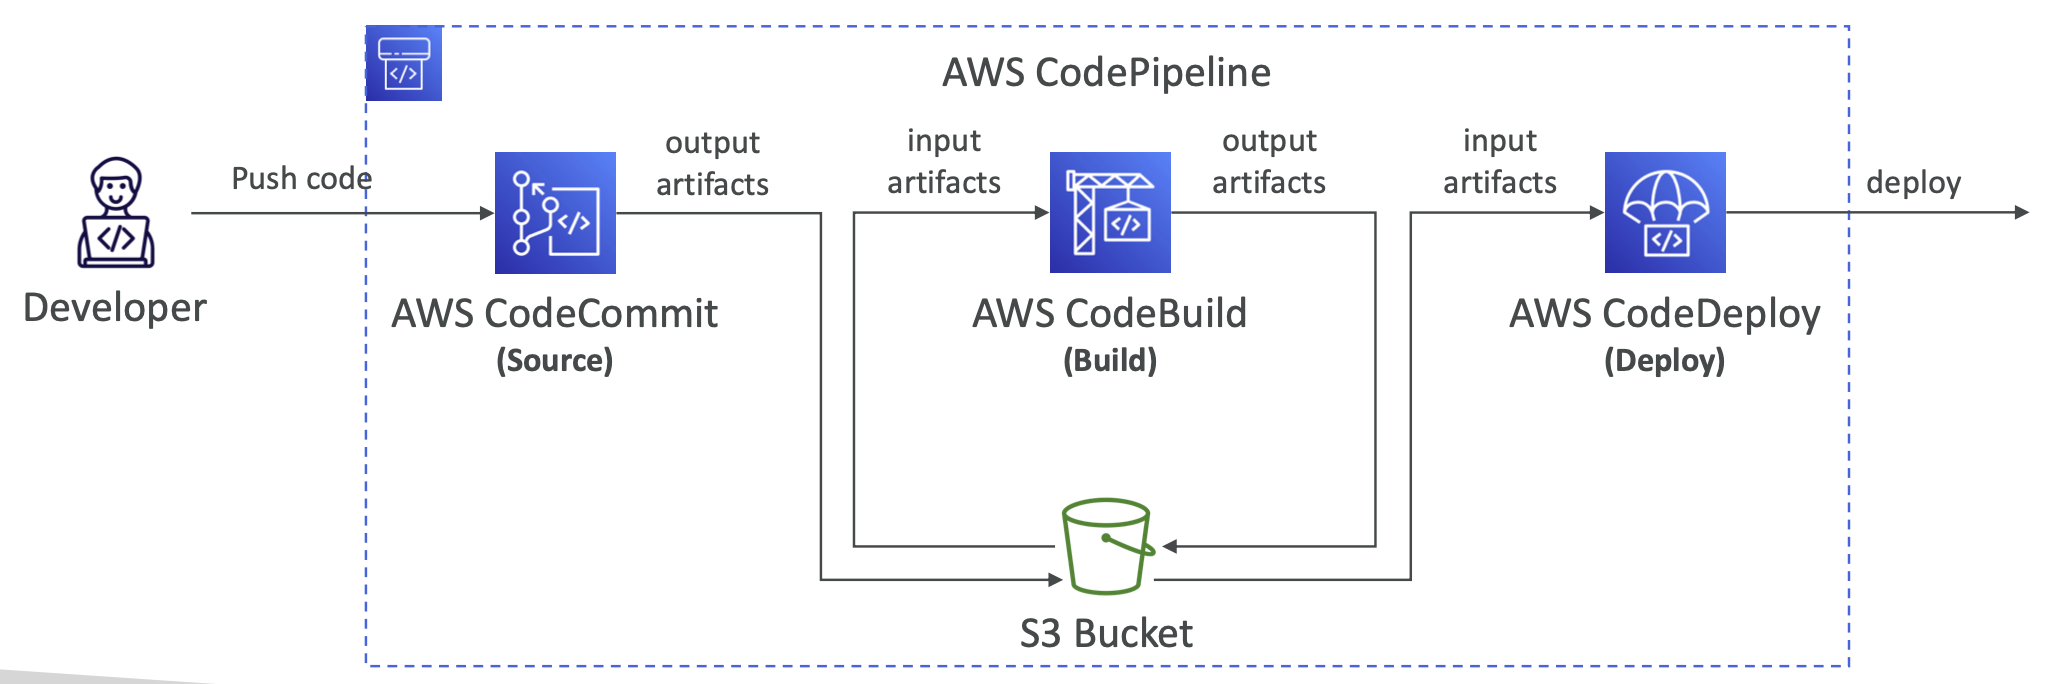 AWS CodePipeline
Push code
output
artifacts
input
artifacts
output
artifacts
input
artifacts
deploy
</>
</>
</>
</>
</>
Developer
AWS CodeCommit
(Source)
AWS CodeBuild
(Build)
AWS CodeDeploy
(Deploy)
S3 Bucket